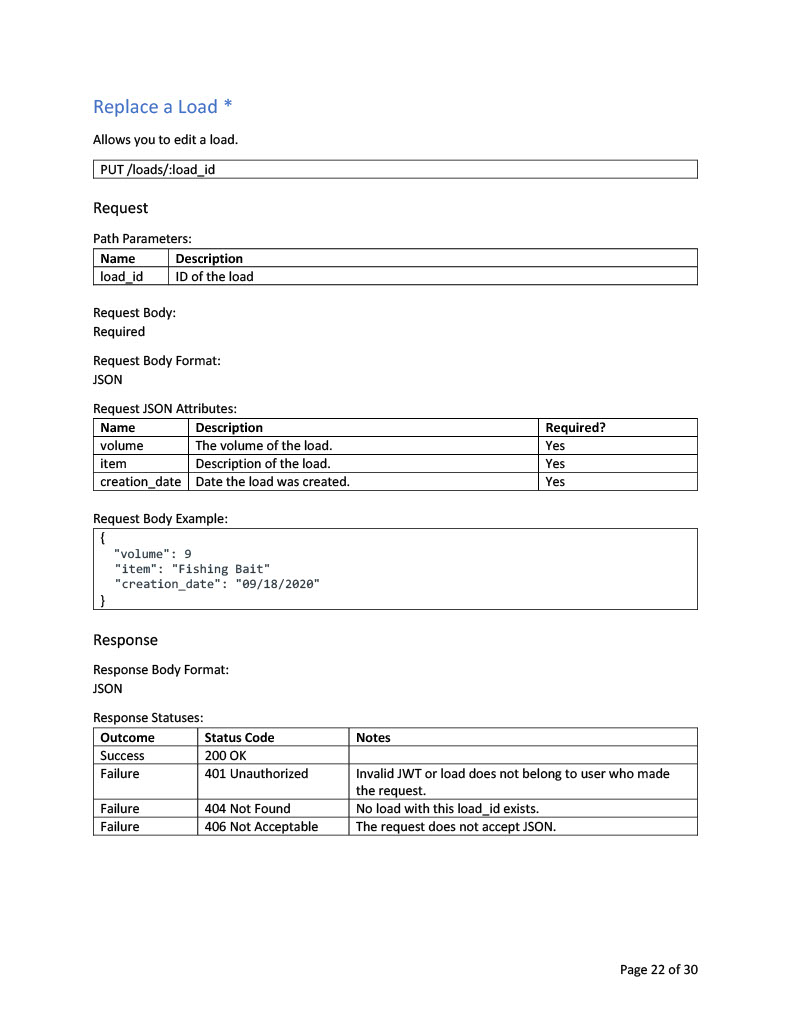 Replace a Load *
Allows you to edit a load.
PUT /loads/:load_id
Request
Path Parameters:
Name Description
load_id ID of the load
Request Body:
Required
Request Body Format:
JSON
Request JSON Attributes:
Name Description Required?
volume The volume of the load. Yes
item Description of the load. Yes
creation_date Date the load was created. Yes
Request Body Example:
{
"volume": 9
"item": "Fishing Bait"
"creation_date": "09/18/2020"
}
Response
Response Body Format:
JSON
Response Statuses:
Outcome Status Code Notes
Success 200 OK
Failure 401 Unauthorized Invalid JWT or load does not belong to user who made
the request.
Failure 404 Not Found No load with this load_id exists.
Failure 406 Not Acceptable The request does not accept JSON.
Page 22 of 30